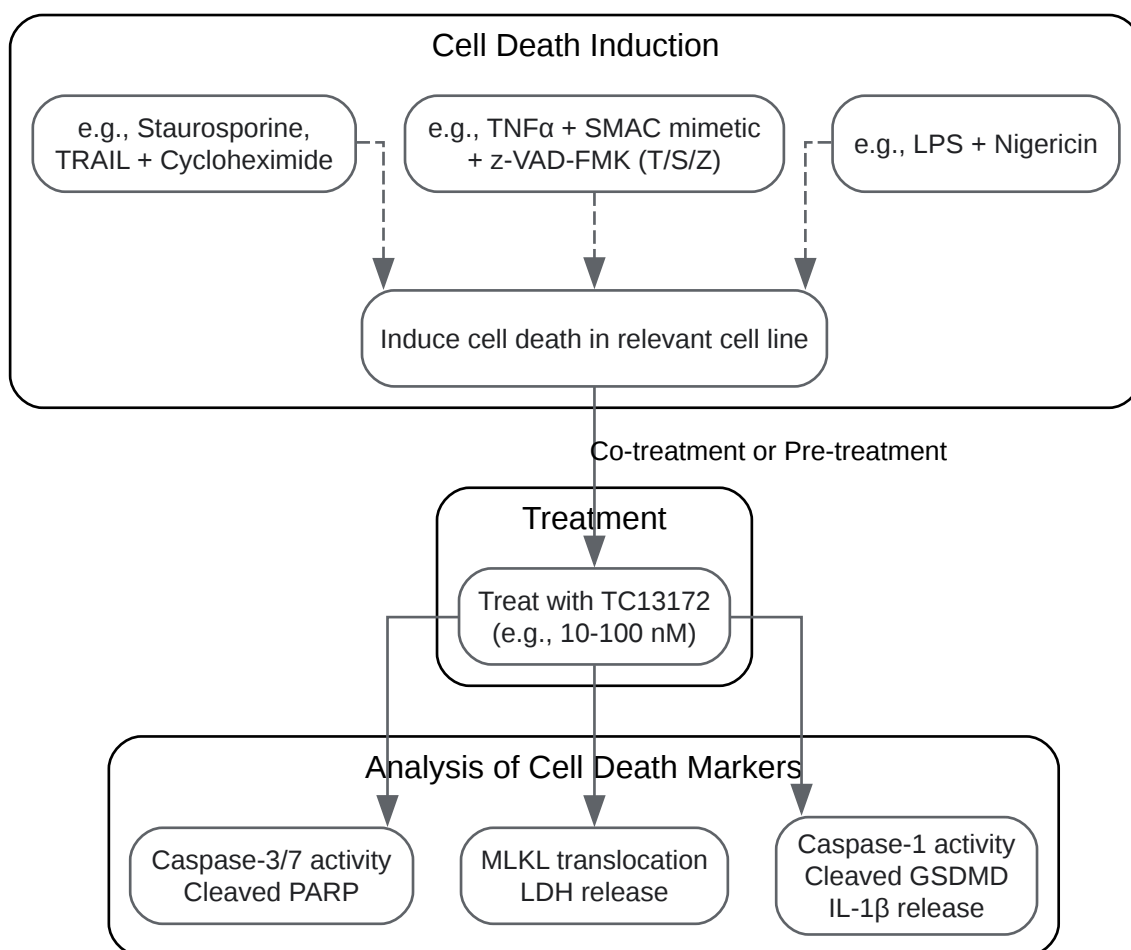 Cell Death Induction
e.g., Staurosporine,
TRAIL + Cycloheximide
e.g., TNFα + SMAC mimetic
+ z-VAD-FMK (T/S/Z)
e.g., LPS + Nigericin
Induce cell death in relevant cell line
Co-treatment or Pre-treatment
Treatment
Treat with TC13172
(e.g., 10-100 nM)
Analysis of Cell Death Markers
Caspase-3/7 activity
Cleaved PARP
MLKL translocation
LDH release
Caspase-1 activity
Cleaved GSDMD
IL-1β release